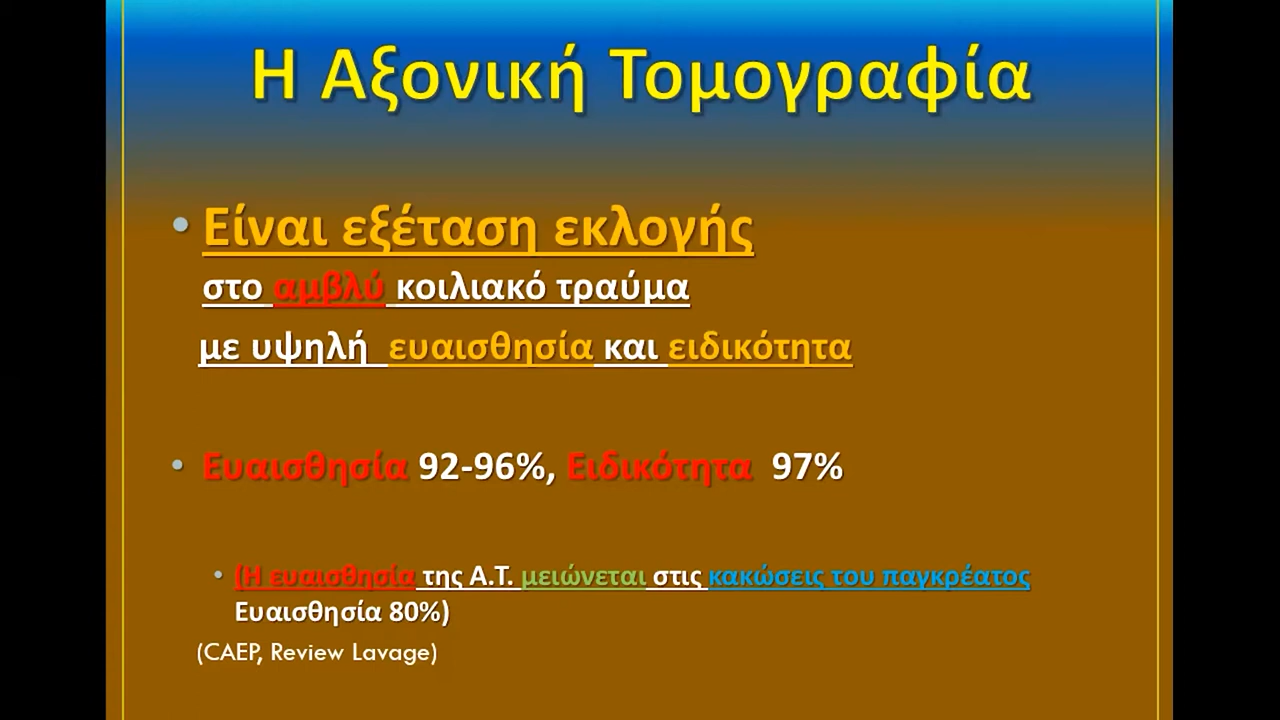 Η Αξονική Τομογραφία
• Είναι εξέταση εκλογής
στο αμβλύ κοιλιακό τραύμα
με υψηλή ευαισθησία και ειδικότητα
• Ευαισθησία 92-96%, Ειδικότητα 97%
• (Η ευαισθησία της Α.Τ. μειώνεται στις κακώσεις του παγκρέατος
Ευαισθησία 80%)
(CAEP, Review Lavage)